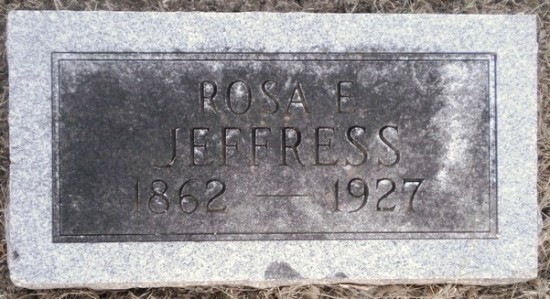 ROSA E
JEFFRESS
1862 — 1927